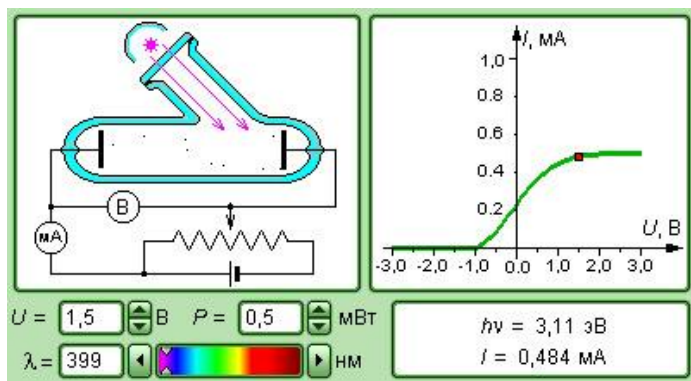 В
мА
I, мА
1,0
0.8
0.6
0.4
0.2
U, В
-3,0 -2,0 -1,0 0.0 1,0 2,0 3.0
U = 1,5 В P = 0,5 мВт
λ = 399 нм
hν = 3,11 эВ
I = 0,484 мА